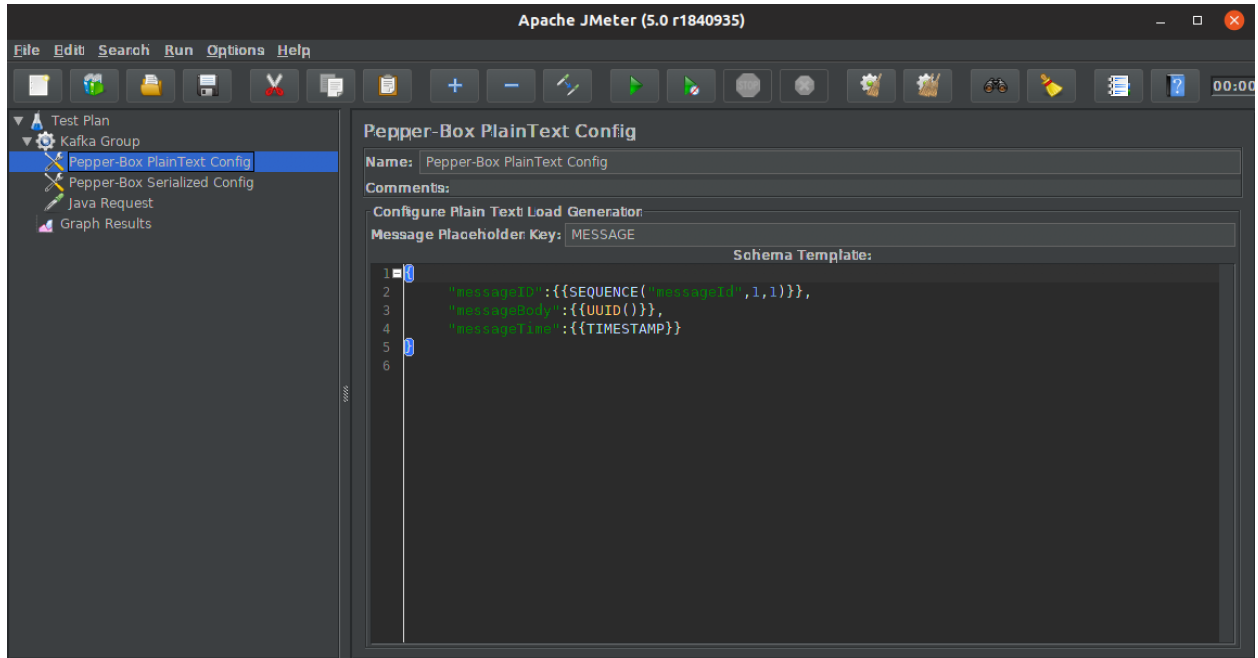 Apache JMeter (5.0 r1840935)
File Edit Search Run Options Help
STOP
00:00
Test Plan
Kafka Group
Pepper-Box PlainText Config
Pepper-Box Serialized Config
Java Request
Graph Results
Pepper-Box PlainText Config
Name: Pepper-Box PlainText Config
Comments:
Configure Plain Text Load Generator
Message Placeholder Key: MESSAGE
Schema Template:
1 {
2 "messageID":{{SEQUENCE("messageId",1,1)}},
3 "messageBody":{{UUID()}},
4 "messageTime":{{TIMESTAMP}}
5 }
6